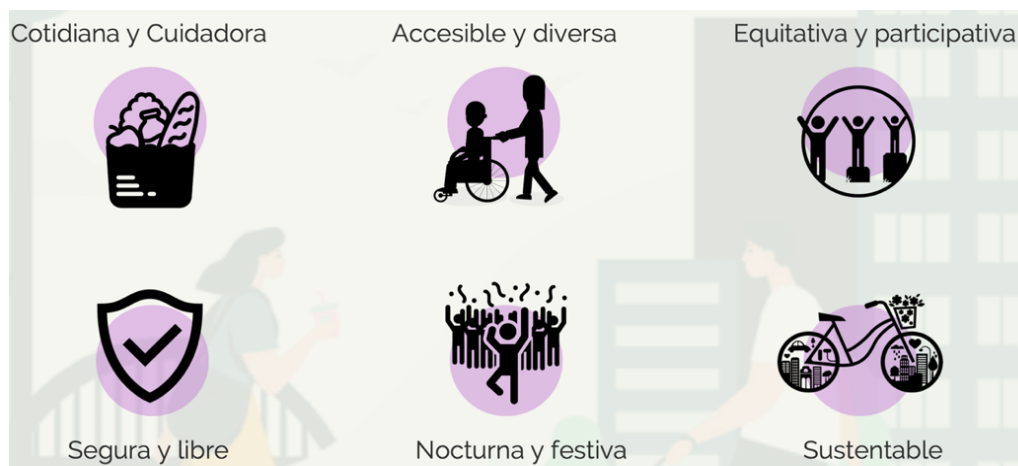 Cotidiana y Cuidadora
Accesible y diversa
Equitativa y participativa
Segura y libre
Nocturna y festiva
Sustentable